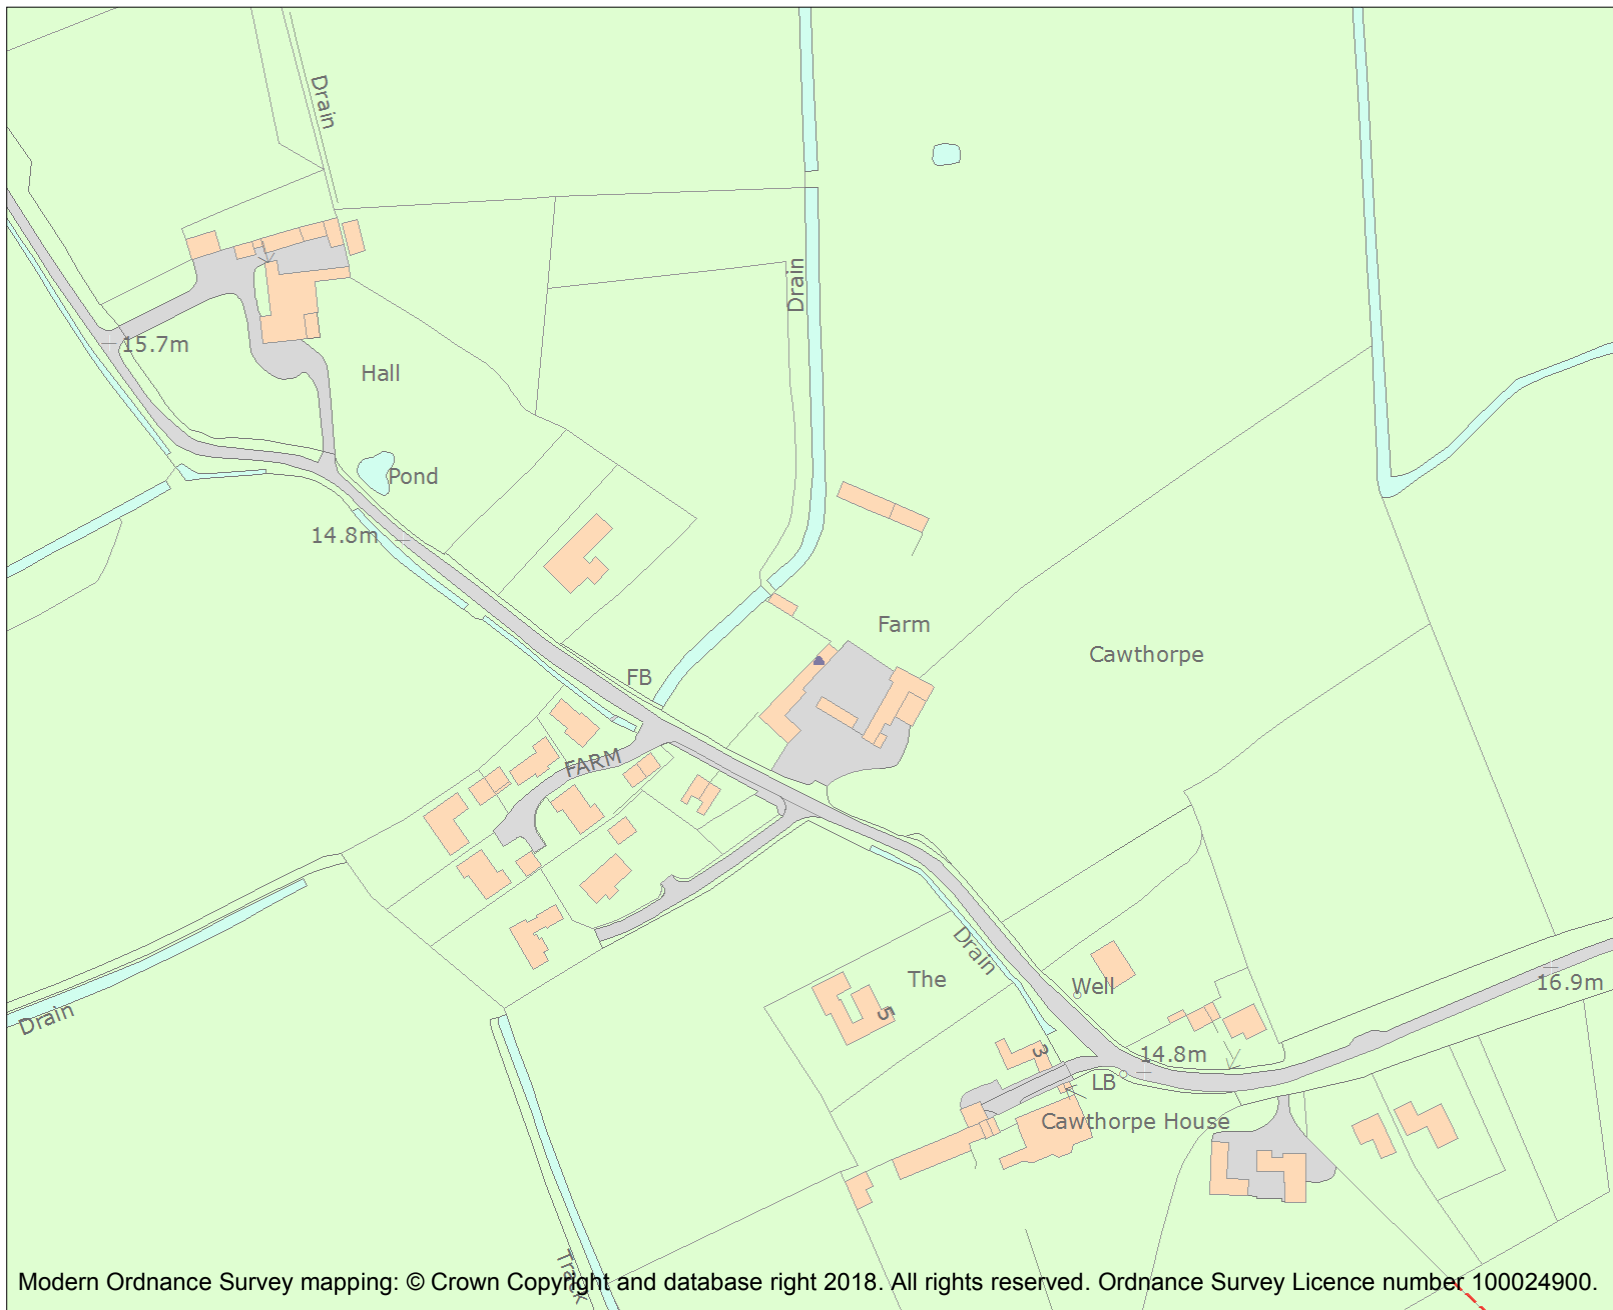 Drain
Drain
15.7m
Hall
Pond
14.8m
Farm
Cawthorpe
FB
FARM
Drain
The
Well
16.9m
5
Drain
3
14.8m
LB
Cawthorpe House
Track
Modern Ordnance Survey mapping: © Crown Copyright and database right 2018. All rights reserved. Ordnance Survey Licence number 100024900.